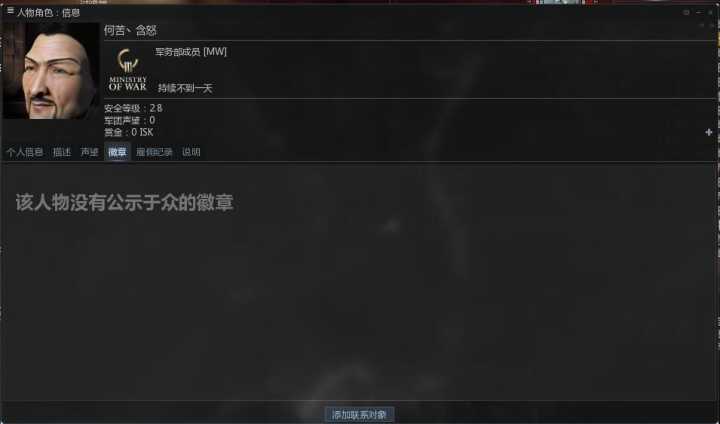 人物角色：信息
何苦丶含怒
军务部成员 [MW]
MINISTRY
OF WAR
持续不到一天
安全等级：2.8
军团声望：0
赏金：0 ISK
个人信息 描述 声望 徽章 雇佣纪录 说明
该人物没有公示于众的徽章
添加联系对象